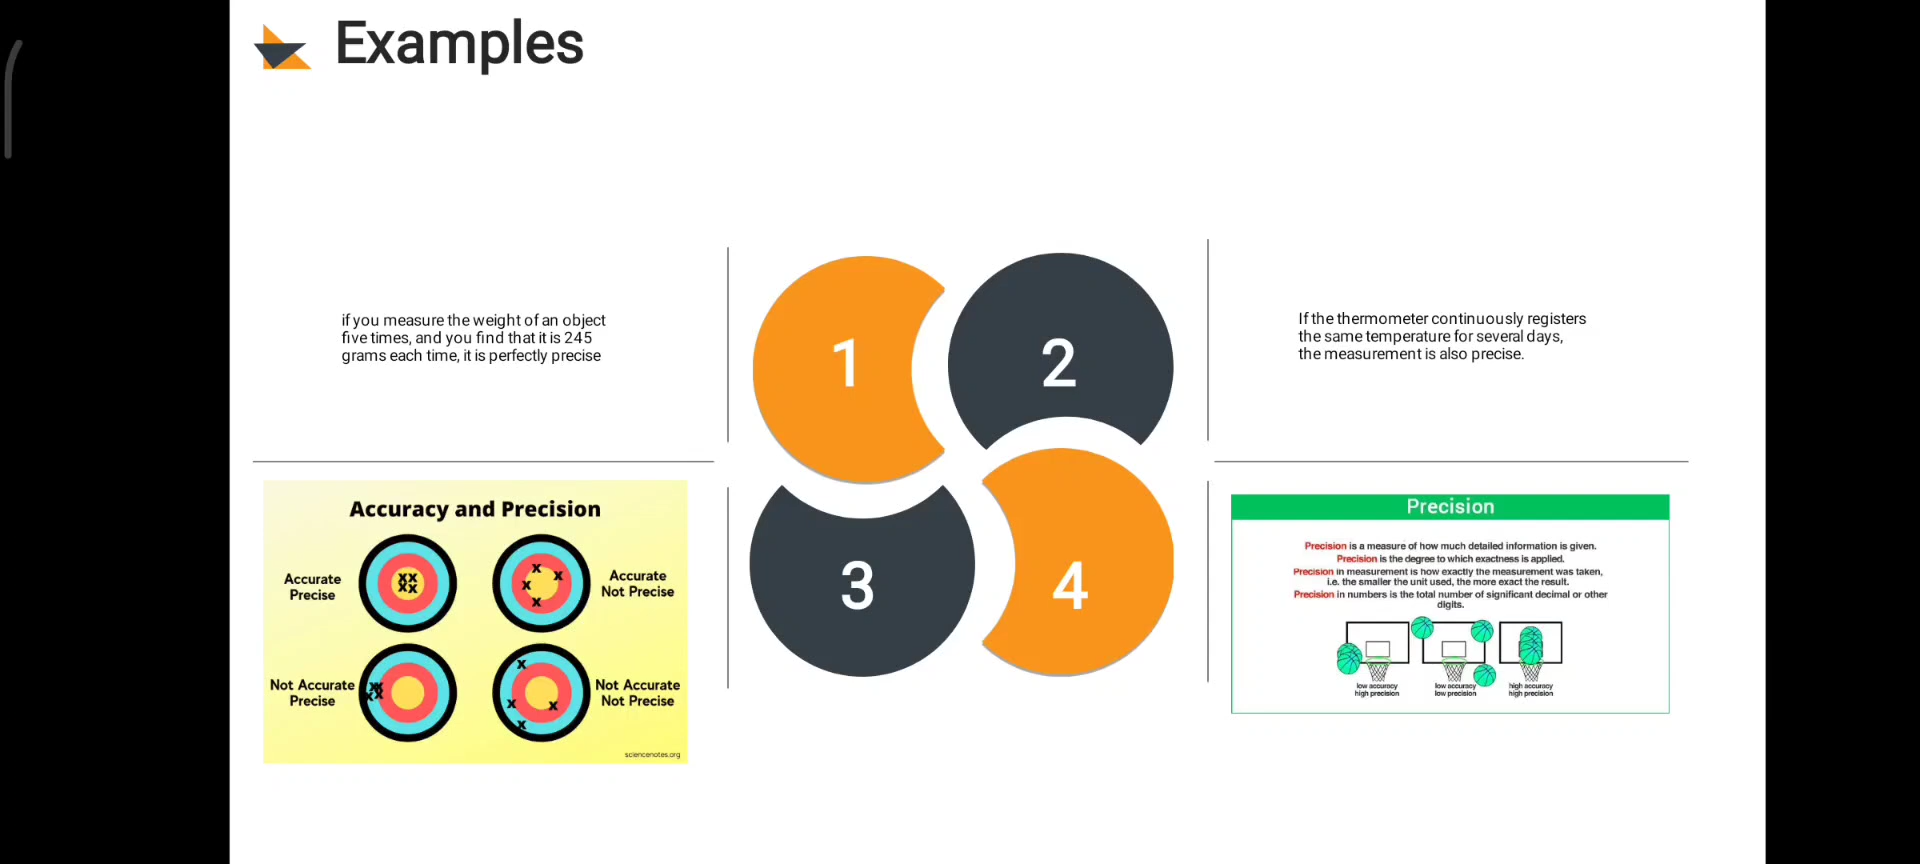 Examples
if you measure the weight of an object
five times, and you find that it is 245
grams each time, it is perfectly precise
1
2
If the thermometer continuously registers
the same temperature for several days,
the measurement is also precise.
Accuracy and Precision
Accurate
Precise
x x
x x
x
x
x
x
Accurate
Not Precise
Not Accurate
Precise
x x
x x
x
x
x
x
Not Accurate
Not Precise
sciencenotes.org
3
4
Precision
Precision is a measure of how much detailed information is given.
Precision is the degree to which exactness is applied.
Precision in measurement is how exactly the measurement was taken,
i.e. the smaller the unit used, the more exact the result.
Precision in numbers is the total number of significant decimal or other
digits.
low accuracy
high precision
low accuracy
low precision
high accuracy
high precision